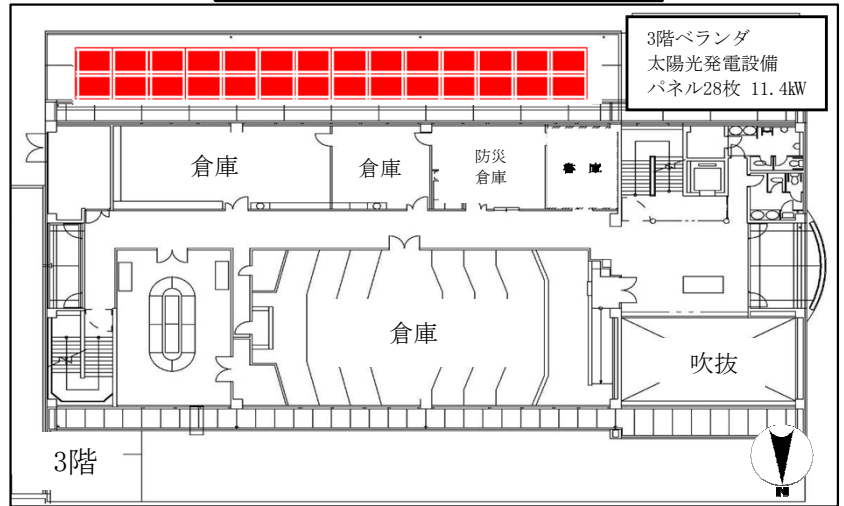 3階ベランダ
太陽光発電設備
パネル28枚 11.4kW
倉庫
倉庫
防災
倉庫
書 庫
倉庫
吹抜
3階
N